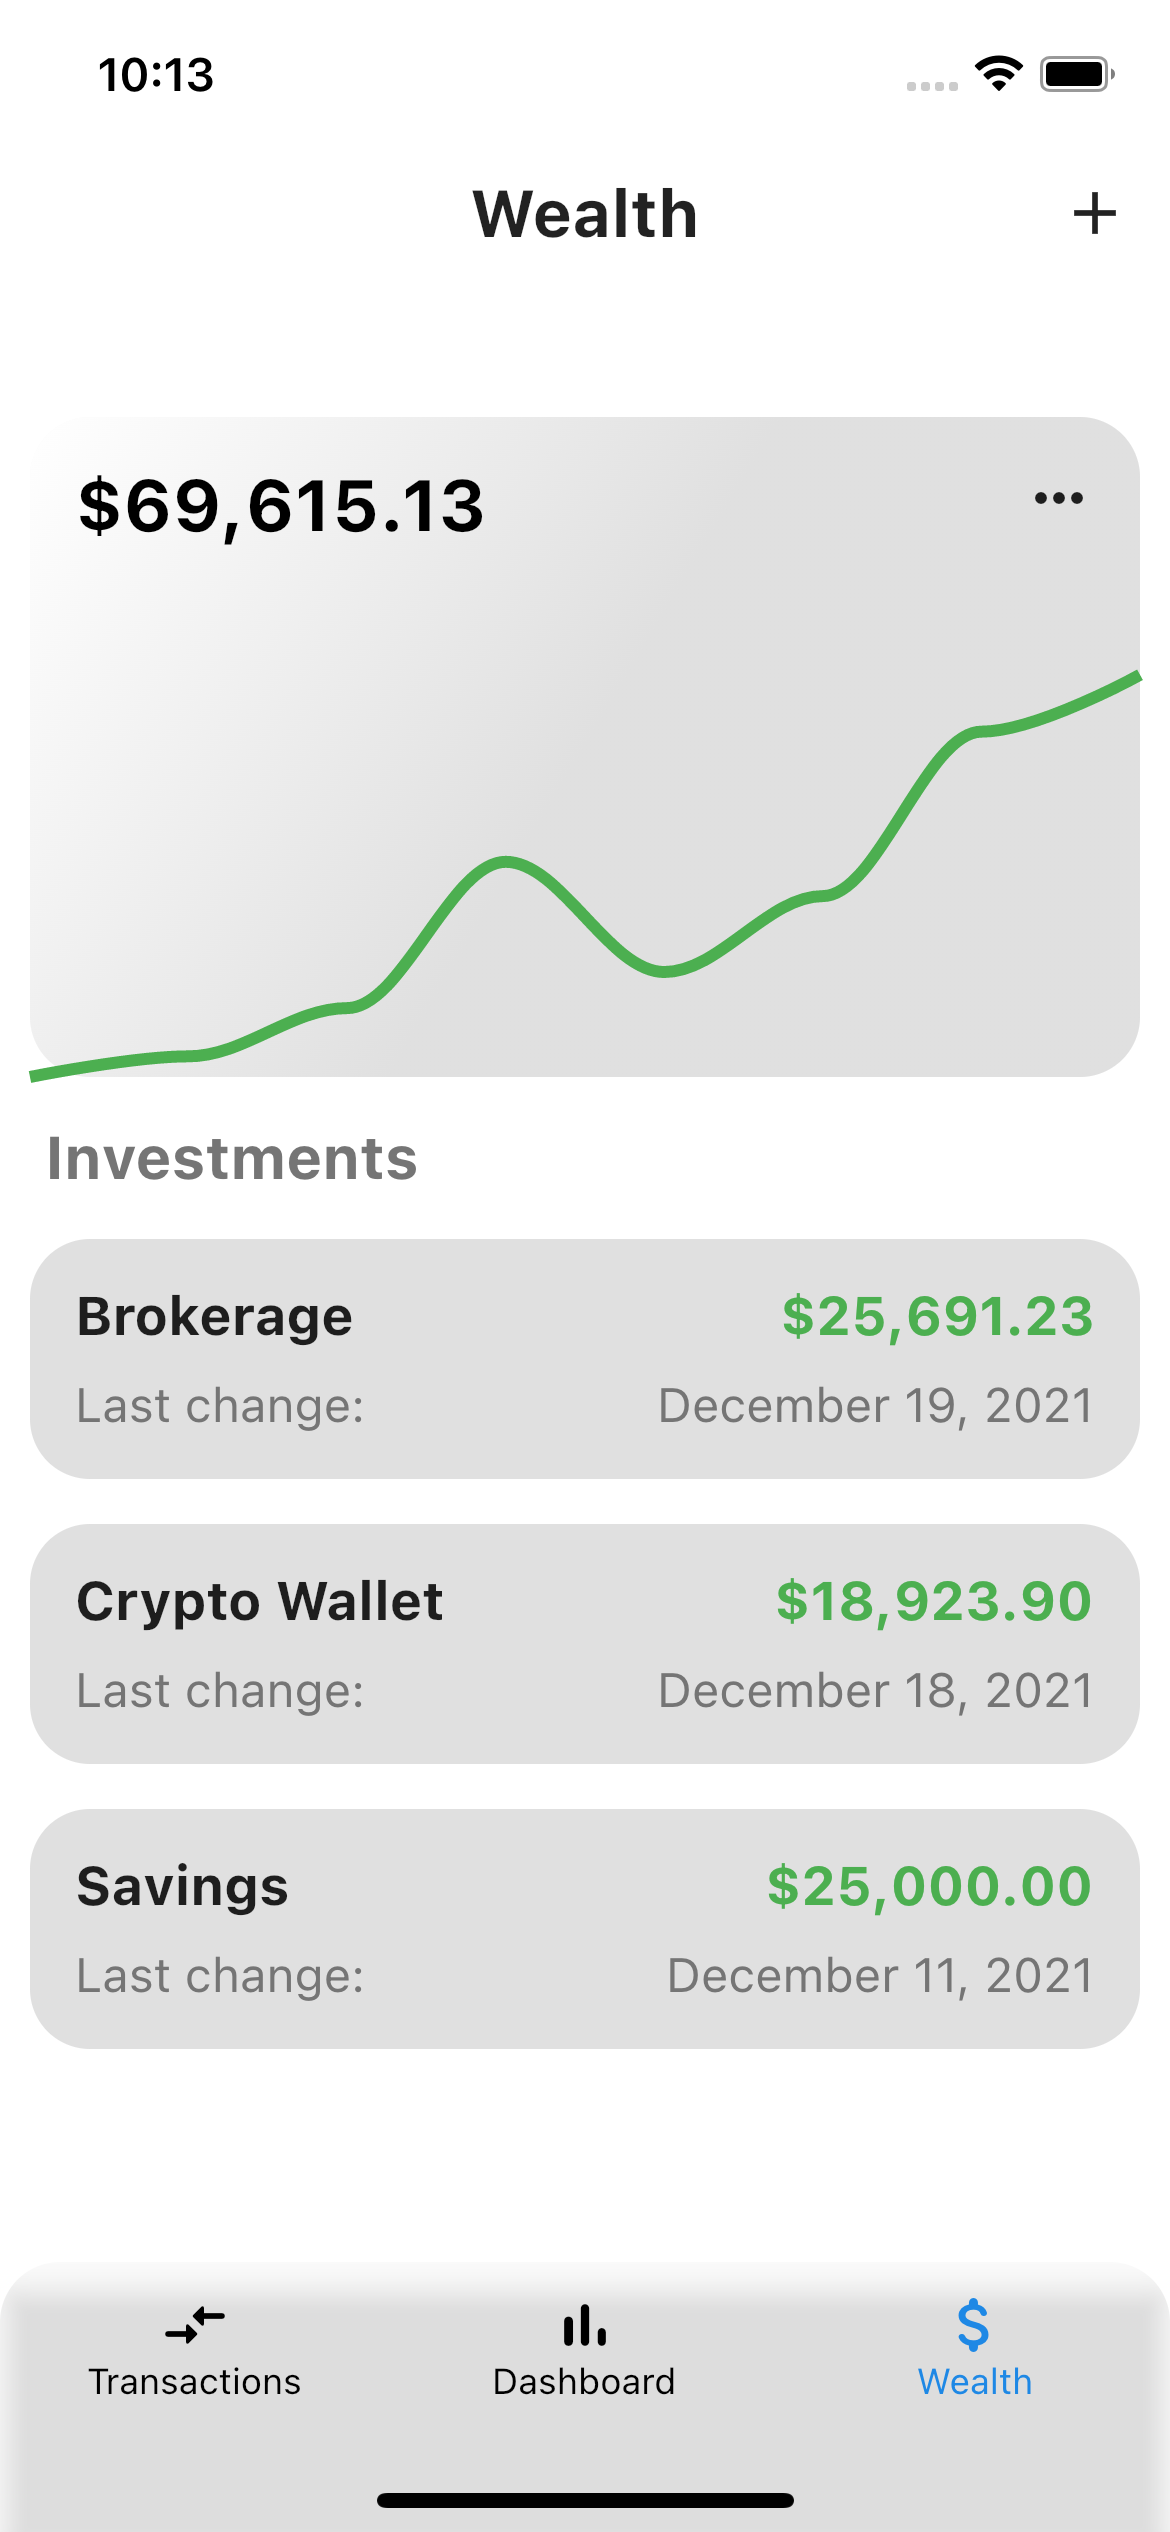 10:13
Wealth
$69,615.13
Investments
Brokerage $25,691.23
Last change: December 19, 2021
Crypto Wallet $18,923.90
Last change: December 18, 2021
Savings $25,000.00
Last change: December 11, 2021
Transactions Dashboard Wealth